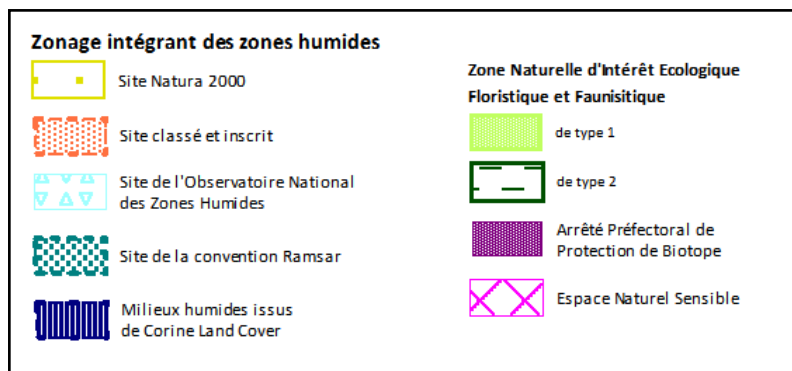 Zonage intégrant des zones humides
Site Natura 2000
Site classé et inscrit
Site de l'Observatoire National
des Zones Humides
Site de la convention Ramsar
Milieux humides issus
de Corine Land Cover
Zone Naturelle d'Intérêt Ecologique
Floristique et Faunisitique
de type 1
de type 2
Arrêté Préfectoral de
Protection de Biotope
Espace Naturel Sensible